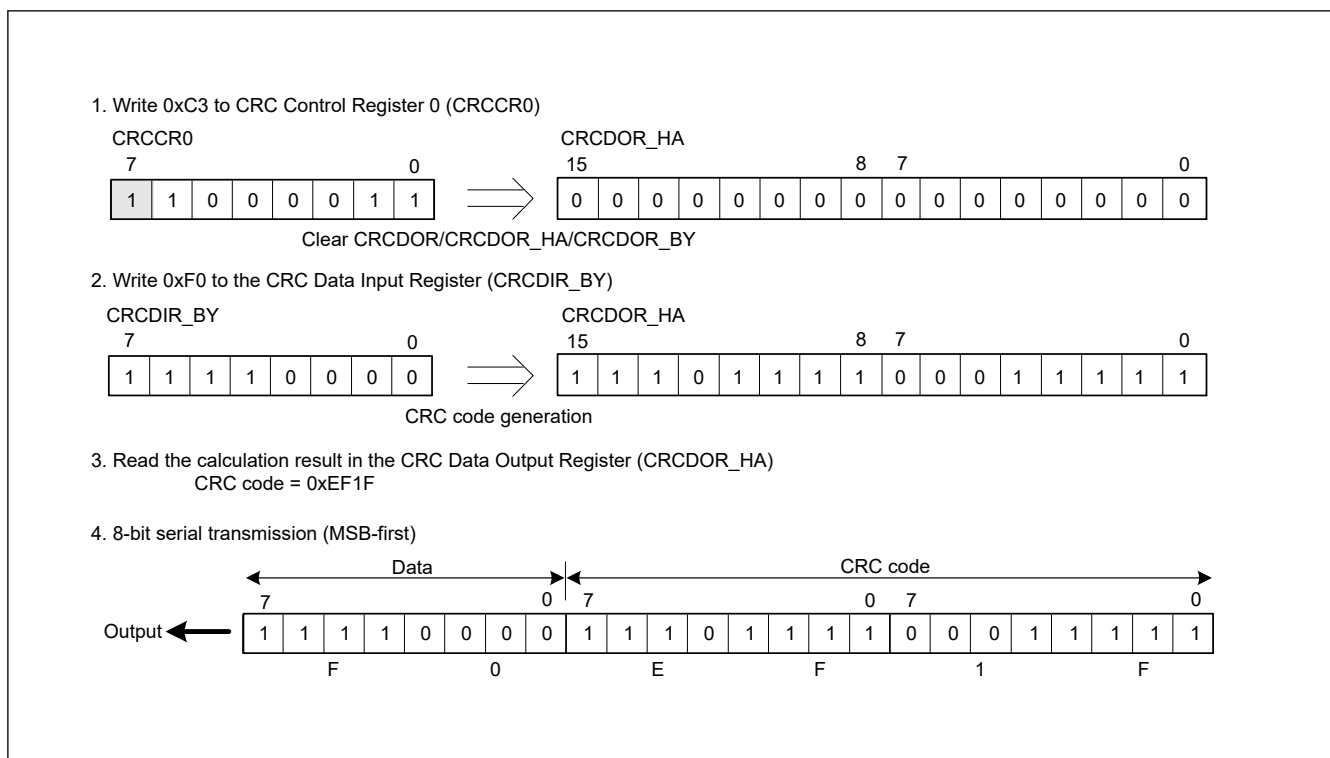 1. Write 0xC3 to CRC Control Register 0 (CRCCR0)
CRCCR0 CRCDOR_HA
7 0 15 8 7 0
1 1 0 0 0 0 1 1 0 0 0 0 0 0 0 0 0 0 0 0 0 0 0 0
Clear CRCDOR/CRCDOR_HA/CRCDOR_BY
2. Write 0xF0 to the CRC Data Input Register (CRCDIR_BY)
CRCDIR_BY CRCDOR_HA
7 0 15 8 7 0
1 1 1 1 0 0 0 0 1 1 1 0 1 1 1 1 0 0 0 1 1 1 1 1
CRC code generation
3. Read the calculation result in the CRC Data Output Register (CRCDOR_HA)
CRC code = 0xEF1F
4. 8-bit serial transmission (MSB-first)
Data CRC code
7 0 7 0 7 0
Output 1 1 1 1 0 0 0 0 1 1 1 0 1 1 1 1 0 0 0 1 1 1 1 1
F 0 E F 1 F